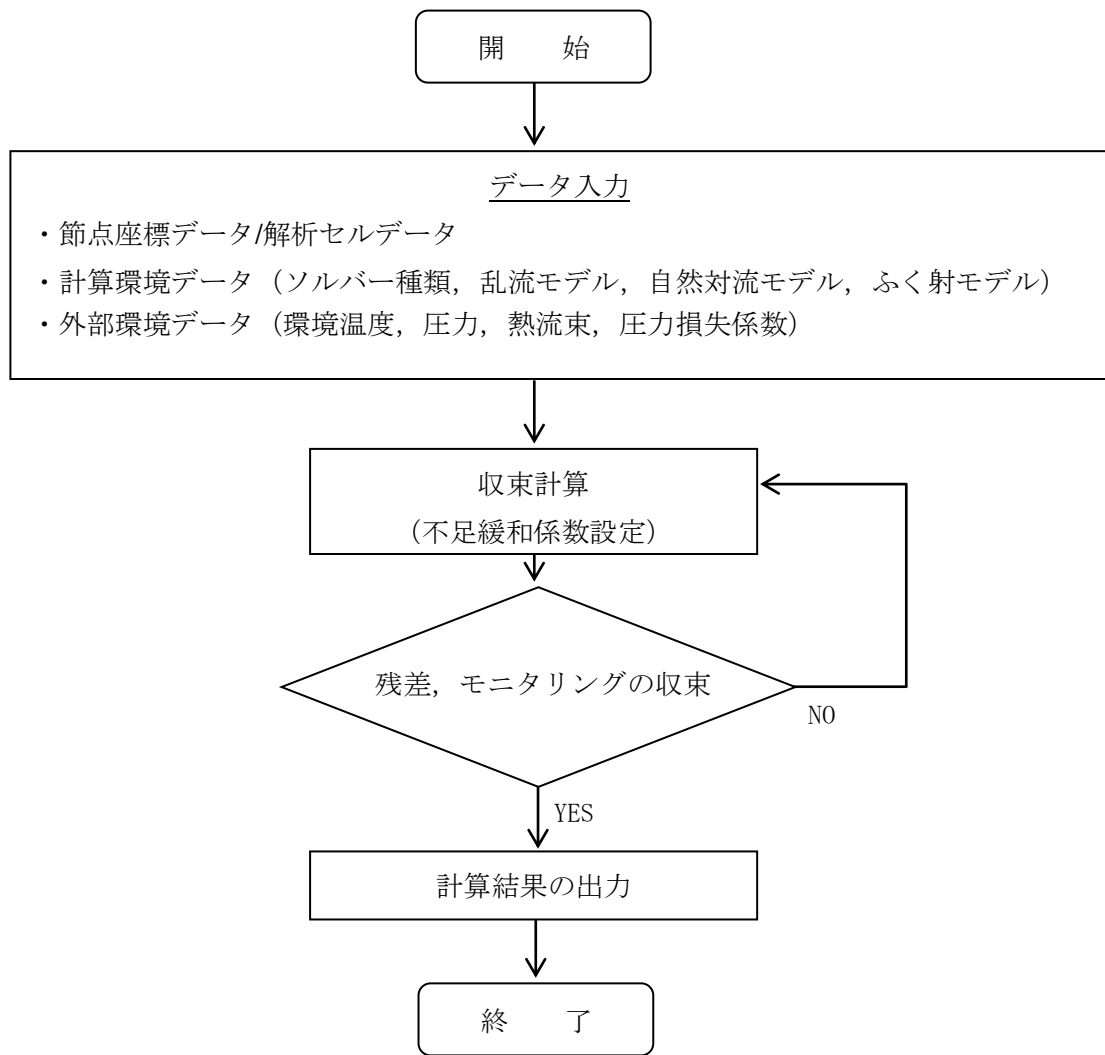 開　　始
データ入力
・節点座標データ/解析セルデータ
・計算環境データ（ソルバー種類，乱流モデル，自然対流モデル，ふく射モデル）
・外部環境データ（環境温度，圧力，熱流束，圧力損失係数）
収束計算
（不足緩和係数設定）
残差，モニタリングの収束
NO
YES
計算結果の出力
終　　了